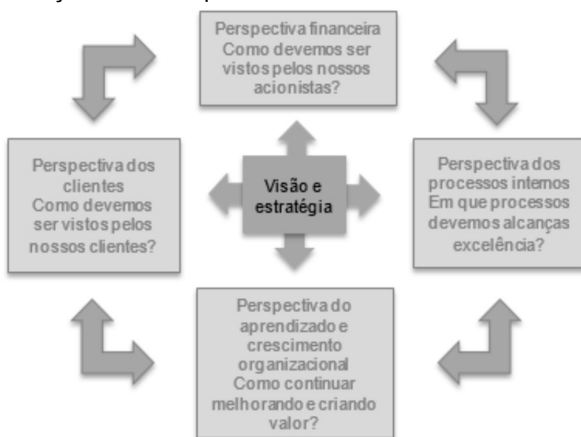 Perspectiva financeira
Como devemos ser
vistos pelos nossos
acionistas?
Perspectiva dos
clientes
Como devemos
ser vistos pelos
nossos clientes?
Visão e
estratégia
Perspectiva dos
processos internos
Em que processos
devemos alcanças
excelência?
Perspectiva do
aprendizado e
crescimento
organizacional
Como continuar
melhorando e criando
valor?